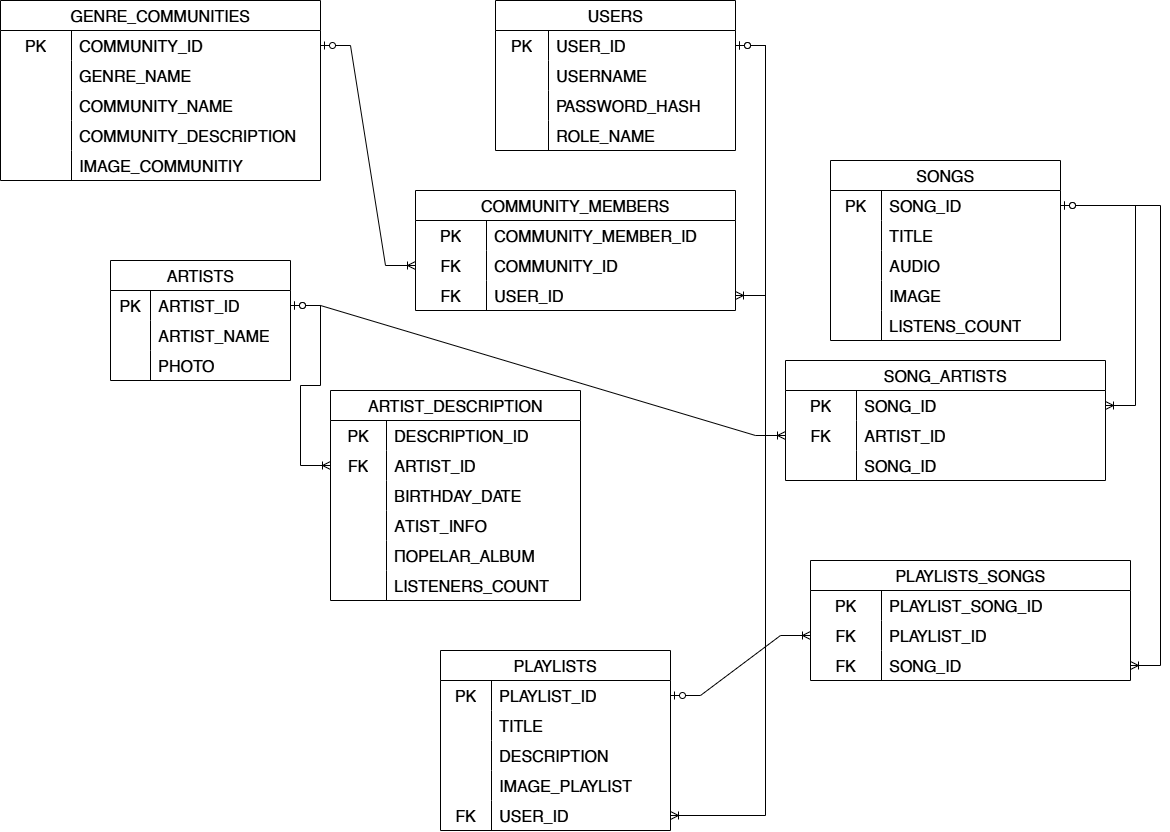 GENRE_COMMUNITIES
PK COMMUNITY_ID
GENRE_NAME
COMMUNITY_NAME
COMMUNITY_DESCRIPTION
IMAGE_COMMUNITIY
USERS
PK USER_ID
USERNAME
PASSWORD_HASH
ROLE_NAME
COMMUNITY_MEMBERS
PK COMMUNITY_MEMBER_ID
FK COMMUNITY_ID
FK USER_ID
SONGS
PK SONG_ID
TITLE
AUDIO
IMAGE
LISTENS_COUNT
ARTISTS
PK ARTIST_ID
ARTIST_NAME
PHOTO
ARTIST_DESCRIPTION
PK DESCRIPTION_ID
FK ARTIST_ID
BIRTHDAY_DATE
ATIST_INFO
ПOPELAR_ALBUM
LISTENERS_COUNT
SONG_ARTISTS
PK SONG_ID
FK ARTIST_ID
SONG_ID
PLAYLISTS_SONGS
PK PLAYLIST_SONG_ID
FK PLAYLIST_ID
FK SONG_ID
PLAYLISTS
PK PLAYLIST_ID
TITLE
DESCRIPTION
IMAGE_PLAYLIST
FK USER_ID